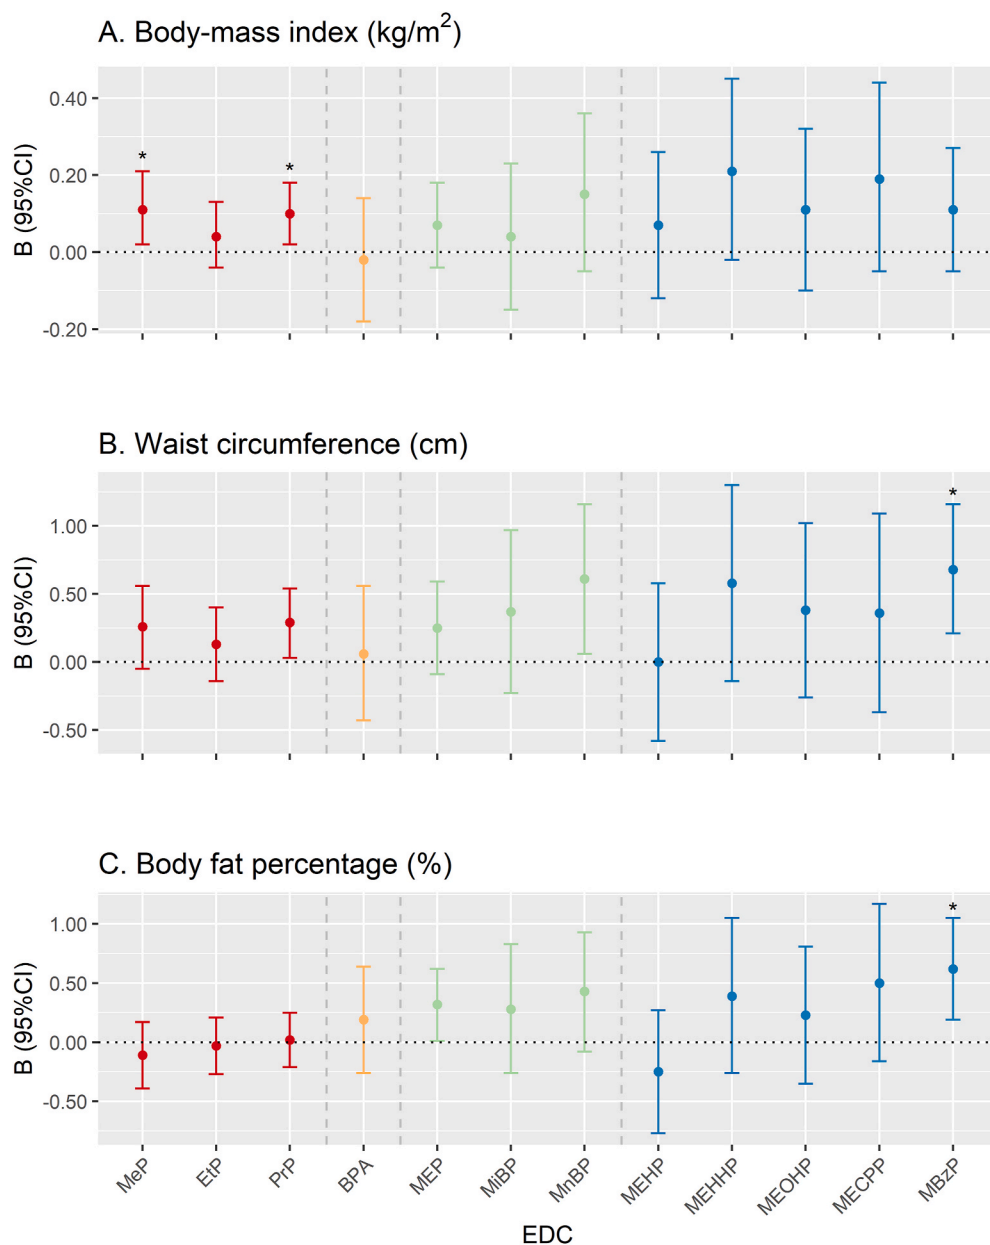 A. Body-mass index (kg/m²)
B (95%CI)
*
*
0.40
0.20
0.00
-0.20
B. Waist circumference (cm)
B (95%CI)
*
1.00
0.50
0.00
-0.50
C. Body fat percentage (%)
B (95%CI)
*
1.00
0.50
0.00
-0.50
MeP EtP PrP BPA MEP MiBP MnBP MEHP MEHHP MEOHP MECPP MBzP
EDC